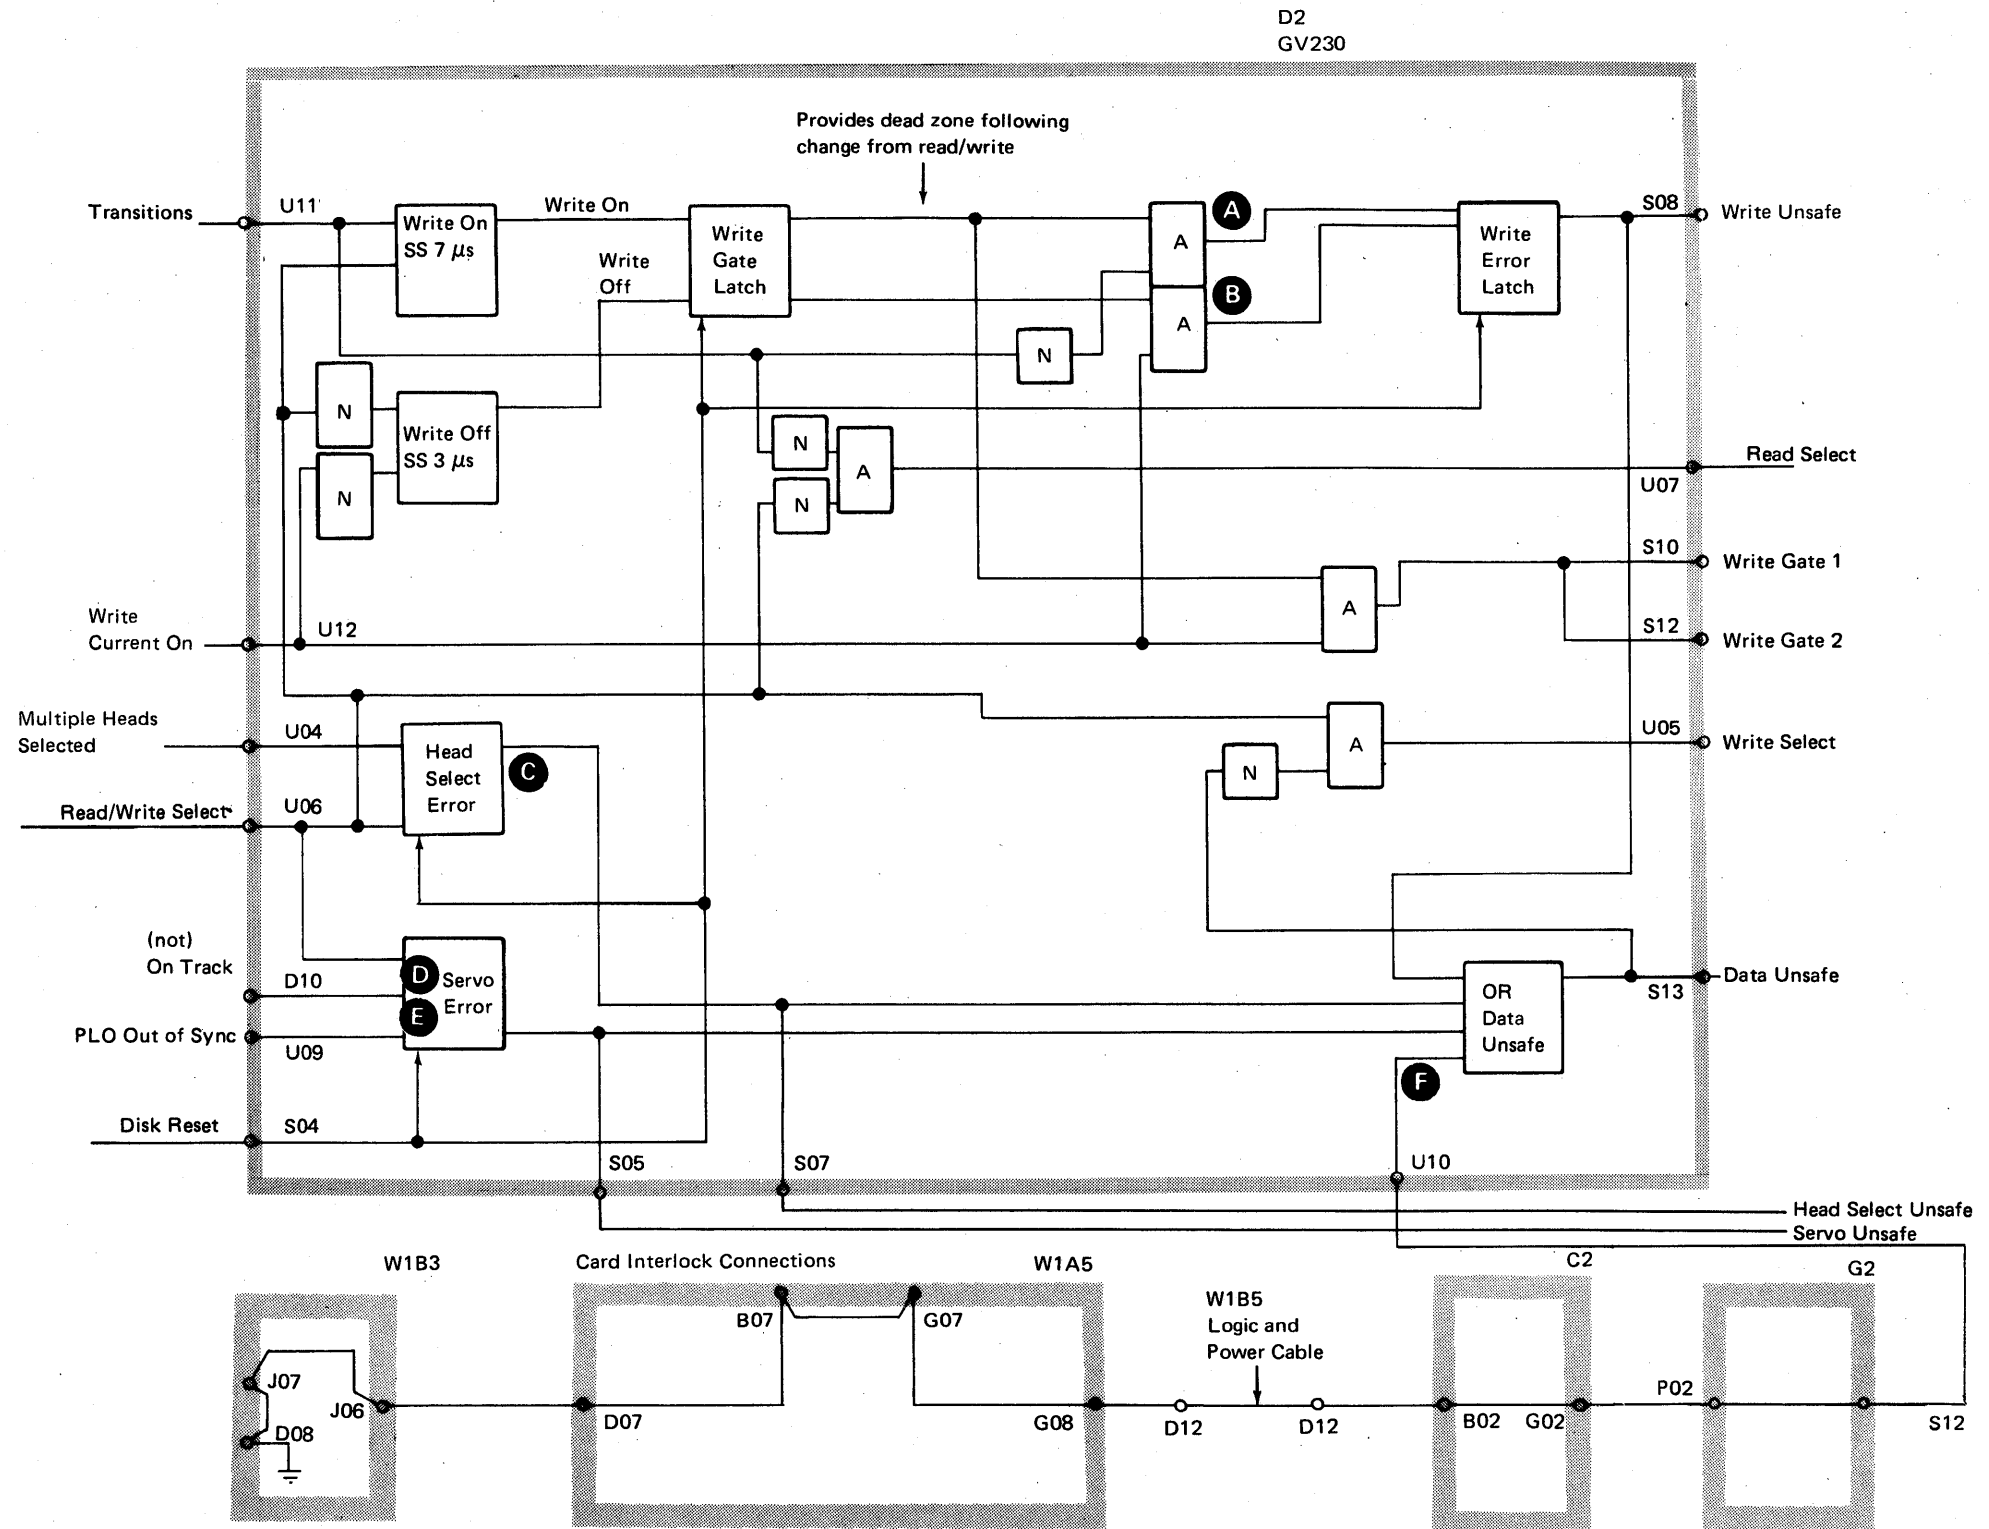 D2
GV230
Provides dead zone following
change from read/write
Transitions
U11
Write On
SS 7 μs
Write On
Write
Off
Write
Gate
Latch
A
A
B
A
Write
Error
Latch
S08
Write Unsafe
N
N
Write Off
SS 3 μs
N
N
N
A
Read Select
U07
S10
Write Gate 1
A
S12
Write Gate 2
Write
Current On
U12
Multiple Heads
Selected
U04
Head
Select
Error
C
Read/Write Select
U06
A
N
U05
Write Select
(not)
On Track
D10
D
Servo
E
Error
PLO Out of Sync
U09
OR
Data
Unsafe
Data Unsafe
S13
F
Disk Reset
S04
S05
S07
U10
Head Select Unsafe
Servo Unsafe
W1B3
Card Interlock Connections
W1A5
C2
G2
B07
G07
W1B5
Logic and
Power Cable
J07
J06
D08
D07
G08
D12
D12
B02
G02
P02
S12